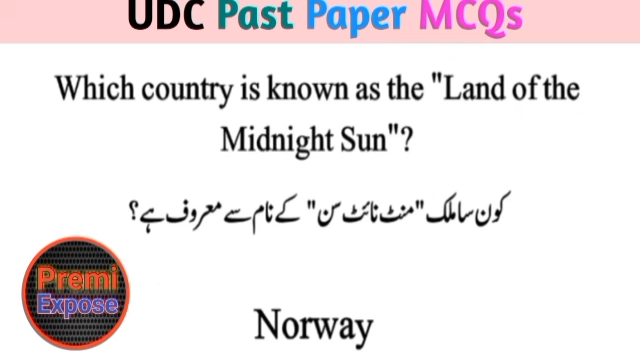 UDC Past Paper MCQs
Which country is known as the "Land of the
Midnight Sun"?
کون سا ملک "منٹ نائٹ سن" کے نام سے معروف ہے؟
Premi
Expose
Norway